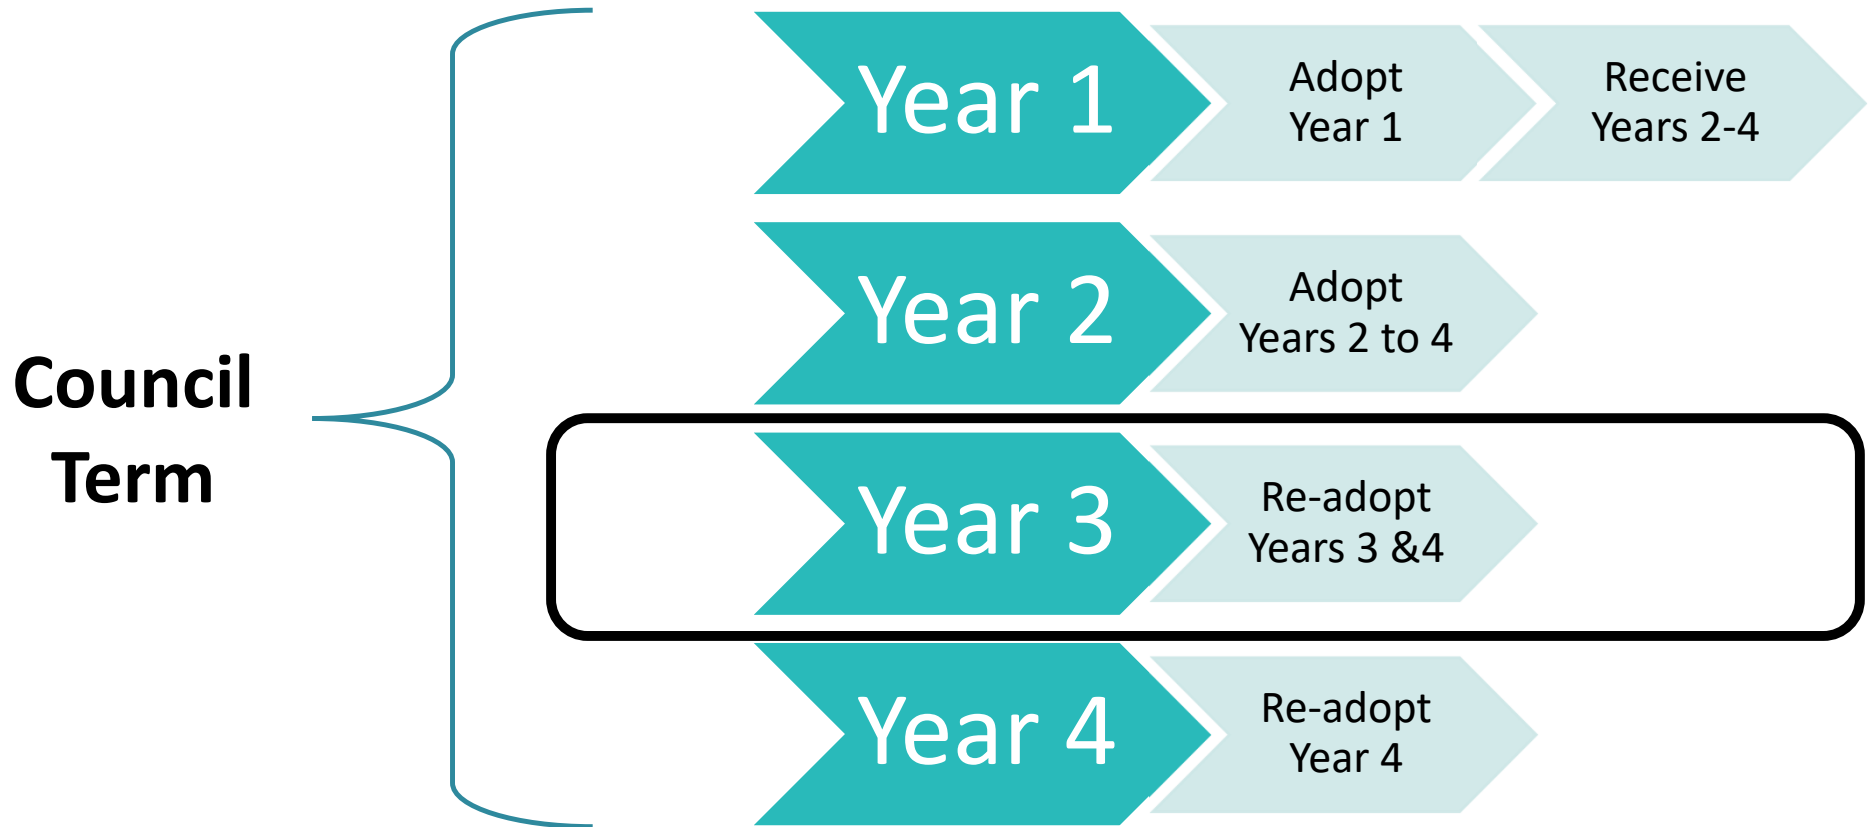 Council
Term
Year 1
Adopt
Year 1
Receive
Years 2-4
Year 2
Adopt
Years 2 to 4
Year 3
Re-adopt
Years 3 &4
Year 4
Re-adopt
Year 4